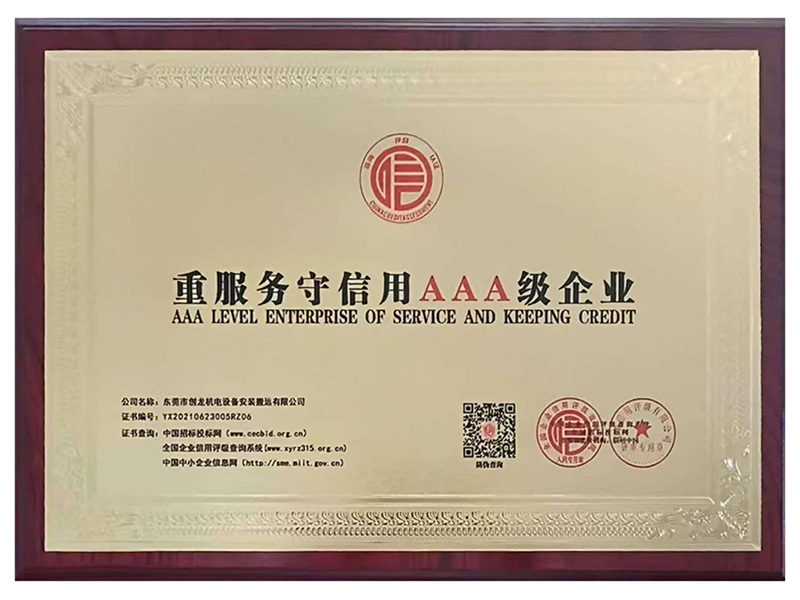 CHINACREDITASSESSMENT
重服务守信用AAA级企业
AAA LEVEL ENTERPRISE OF SERVICE AND KEEPING CREDIT
公司名称：东莞市创龙机电设备安装搬运有限公司
证书编号：YX20210623005RZ06
证书查询：中国招标投标网（www.cecbid.org.cn）
全国企业信用评级查询系统(www.xyrz315.org.cn)
中国中小企业信息网（http://sme.miit.gov.cn）
防伪查询